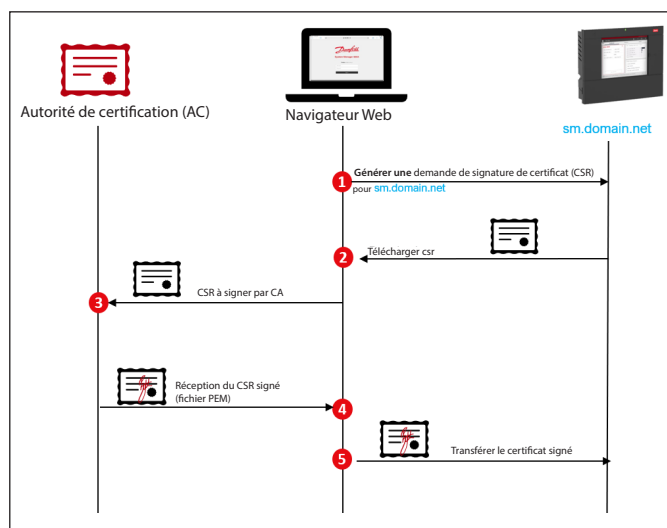 Danfoss
Autorité de certification (AC)
Navigateur Web
sm.domain.net
1
Générer une demande de signature de certificat (CSR)
pour sm.domain.net
2
Télécharger csr
3
CSR à signer par CA
Réception du CSR signé
(fichier PEM)
4
5
Transférer le certificat signé